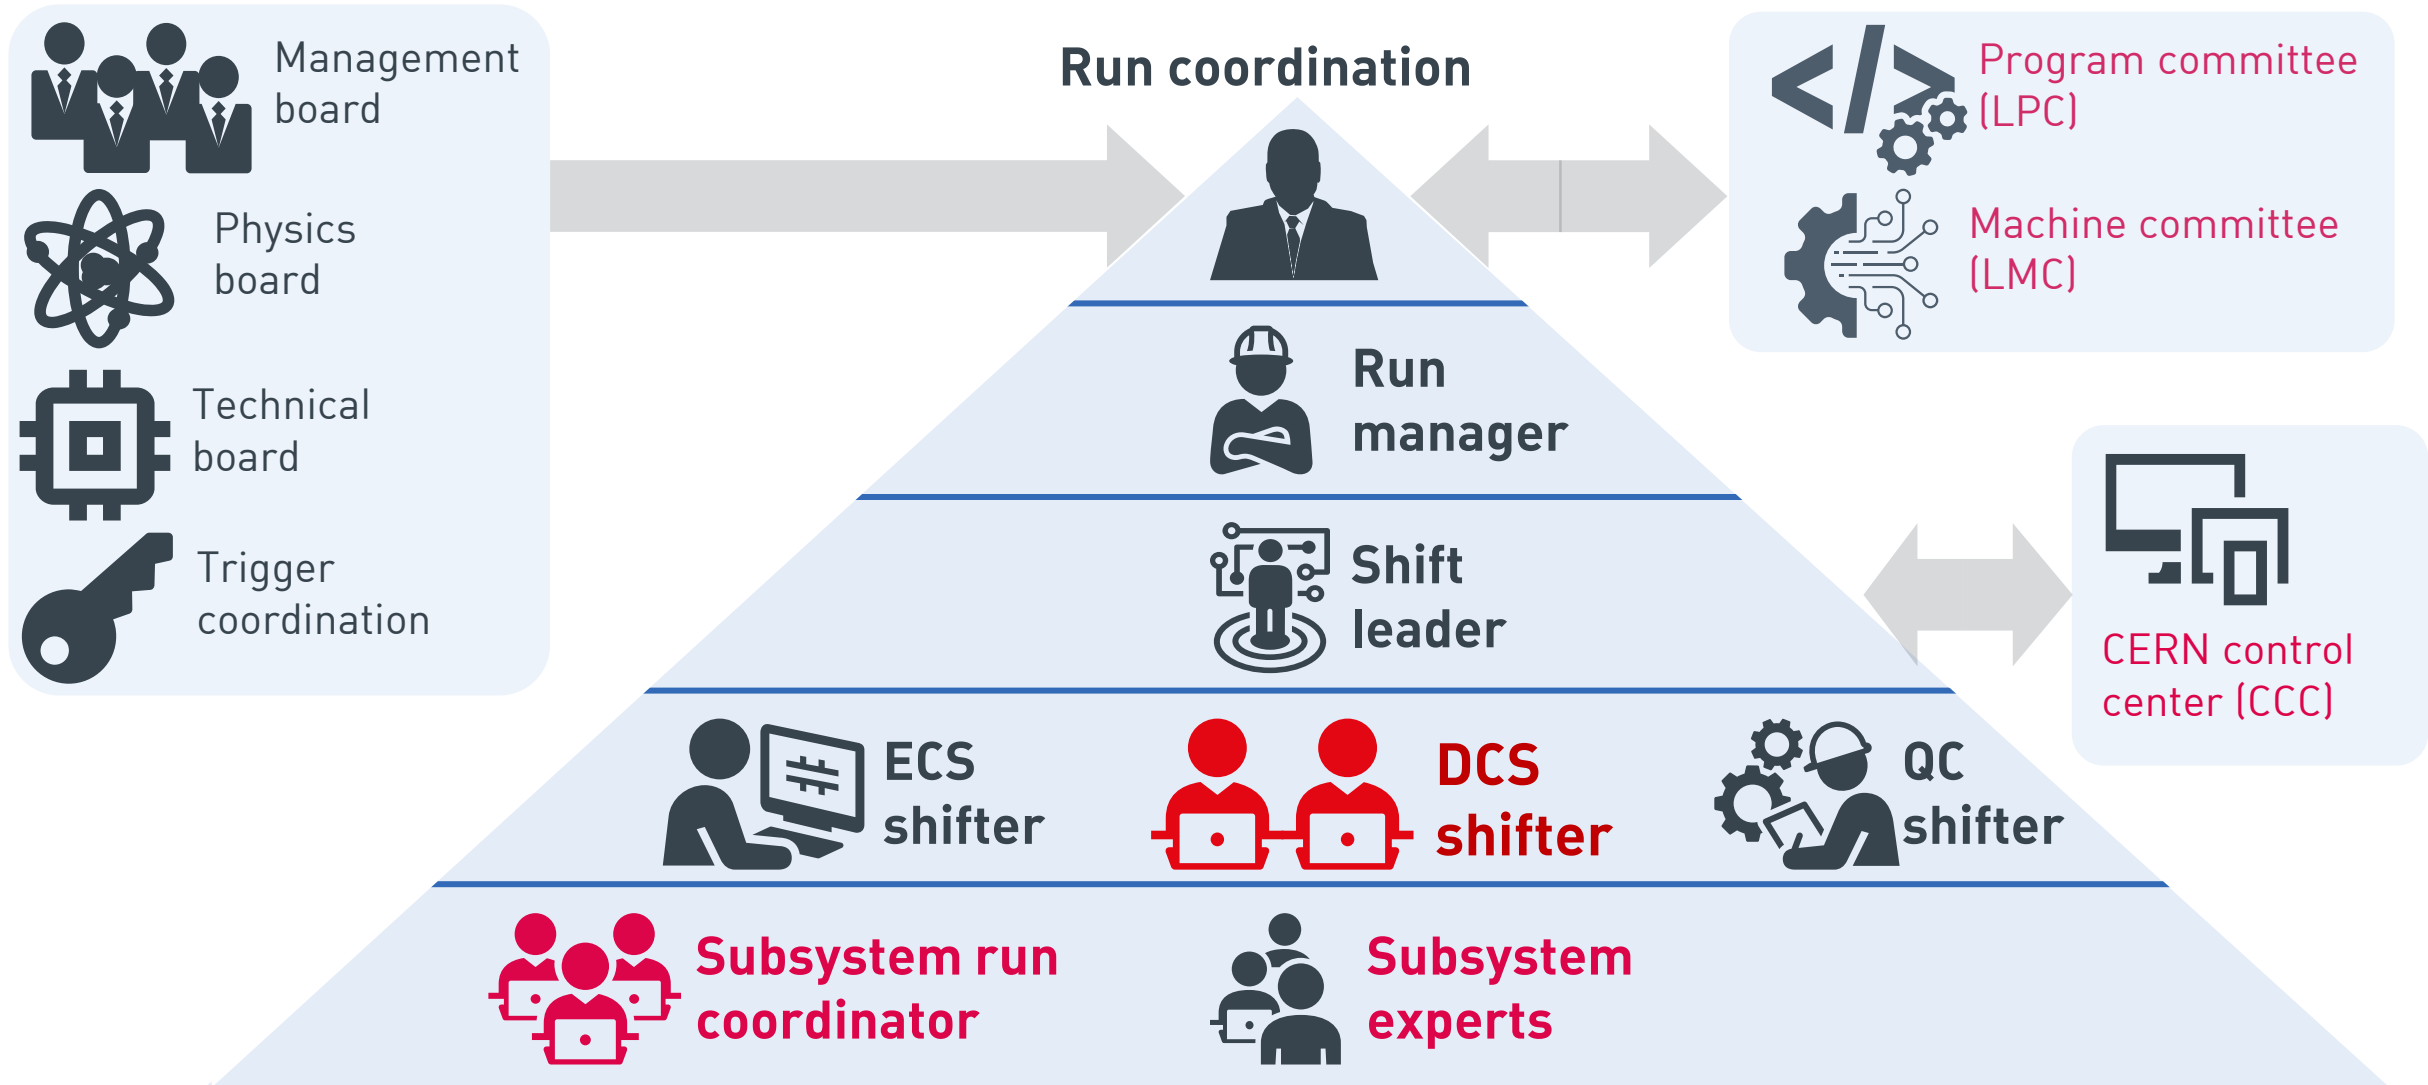 Management
board
Physics
board
Technical
board
Trigger
coordination
Run coordination
Program committee
(LPC)
Machine committee
(LMC)
Run
manager
Shift
leader
CERN control
center (CCC)
ECS
shifter
DCS
shifter
QC
shifter
Subsystem run
coordinator
Subsystem
experts